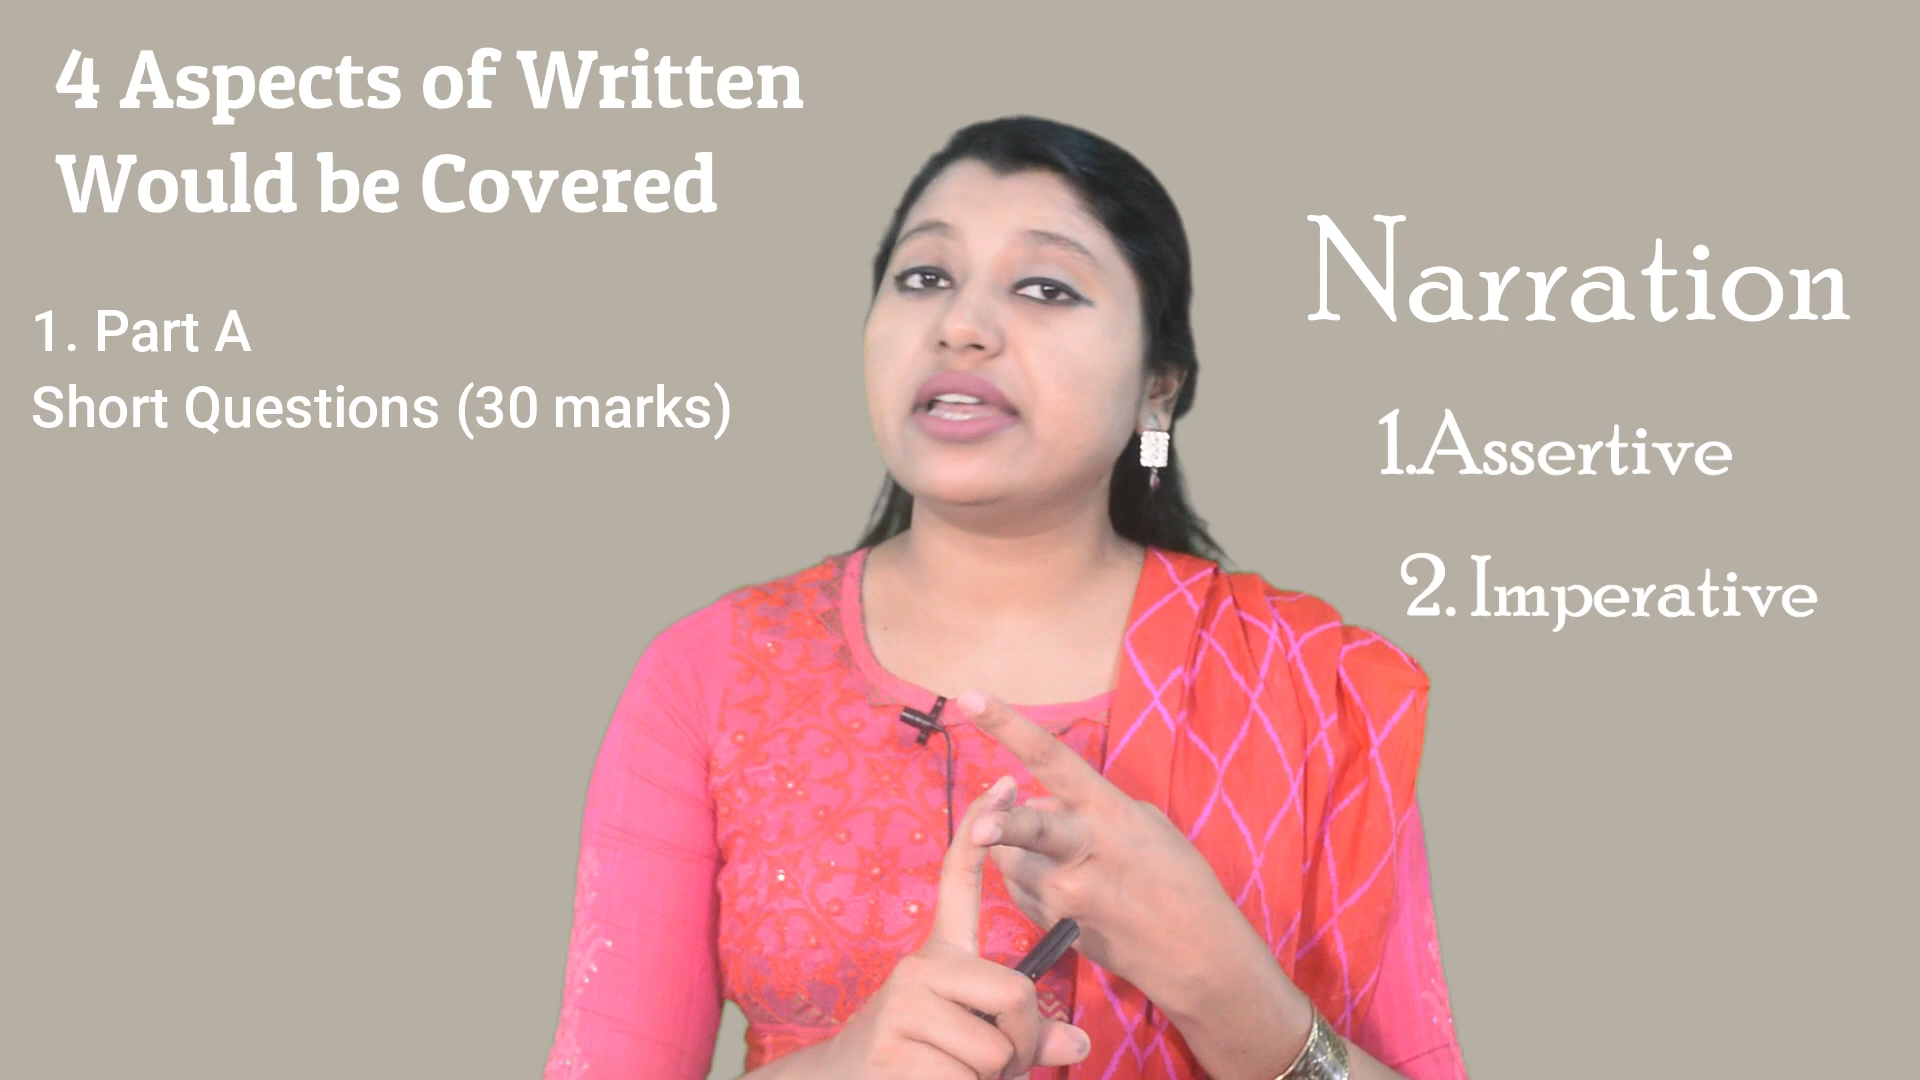 4 Aspects of Written
Would be Covered
1. Part A
Short Questions (30 marks)
Narration
1.Assertive
2. Imperative